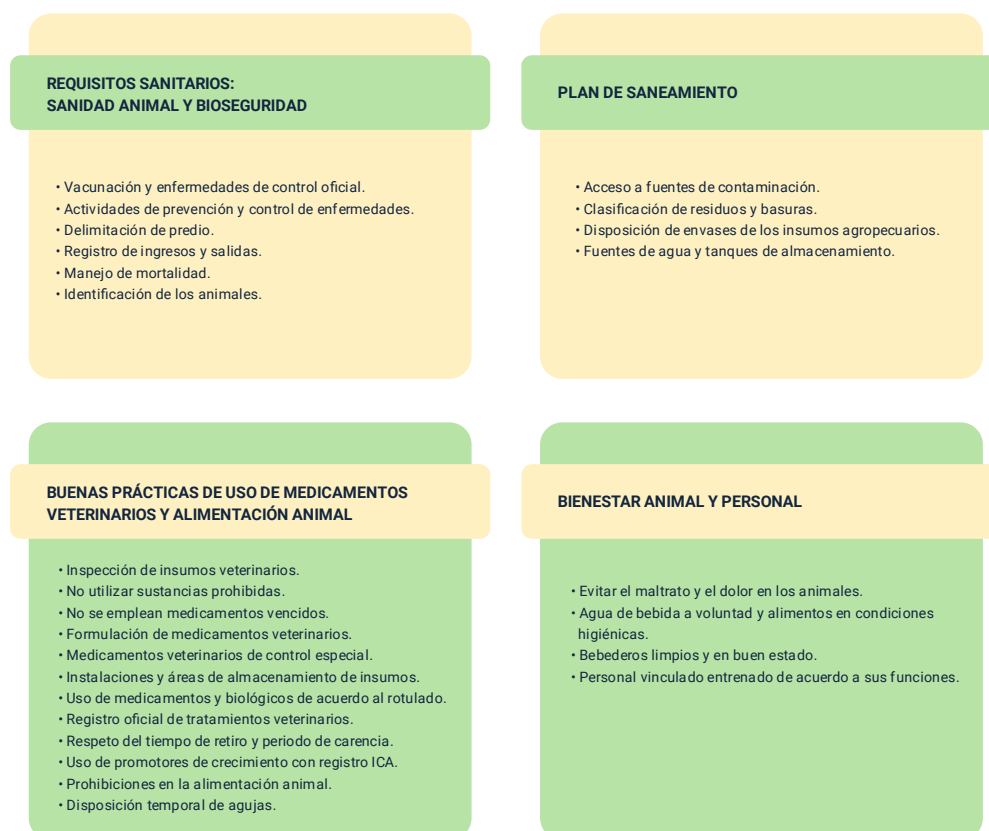 REQUISITOS SANITARIOS:
SANIDAD ANIMAL Y BIOSEGURIDAD
• Vacunación y enfermedades de control oficial.
• Actividades de prevención y control de enfermedades.
• Delimitación de predio.
• Registro de ingresos y salidas.
• Manejo de mortalidad.
• Identificación de los animales.
PLAN DE SANEAMIENTO
• Acceso a fuentes de contaminación.
• Clasificación de residuos y basuras.
• Disposición de envases de los insumos agropecuarios.
• Fuentes de agua y tanques de almacenamiento.
BUENAS PRÁCTICAS DE USO DE MEDICAMENTOS
VETERINARIOS Y ALIMENTACIÓN ANIMAL
• Inspección de insumos veterinarios.
• No utilizar sustancias prohibidas.
• No se emplean medicamentos vencidos.
• Formulación de medicamentos veterinarios.
• Medicamentos veterinarios de control especial.
• Instalaciones y áreas de almacenamiento de insumos.
• Uso de medicamentos y biológicos de acuerdo al rotulado.
• Registro oficial de tratamientos veterinarios.
• Respeto del tiempo de retiro y periodo de carencia.
• Uso de promotores de crecimiento con registro ICA.
• Prohibiciones en la alimentación animal.
• Disposición temporal de agujas.
BIENESTAR ANIMAL Y PERSONAL
• Evitar el maltrato y el dolor en los animales.
• Agua de bebida a voluntad y alimentos en condiciones
higiénicas.
• Bebederos limpios y en buen estado.
• Personal vinculado entrenado de acuerdo a sus funciones.